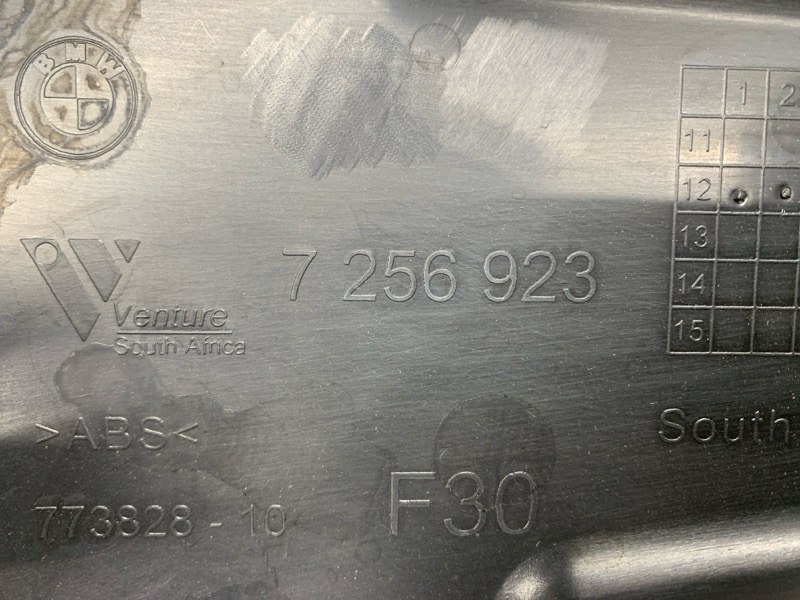 BMW
1 2
11
12
13
14
15
7 256 923
Venture
South Africa
>ABS<
South
773828 - 10
F30